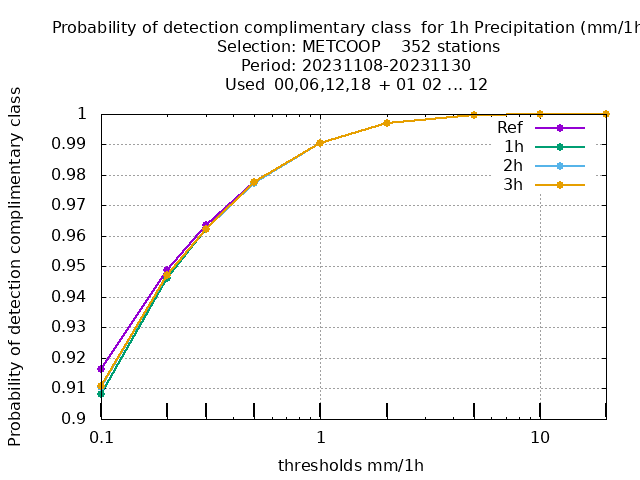 Probability of detection complimentary class  for 1h Precipitation (mm/1h
Selection: METCOOP    352 stations
Period: 20231108-20231130
Used  00,06,12,18  + 01 02 ... 12
Probability of detection complimentary class
1
0.99
0.98
0.97
0.96
0.95
0.94
0.93
0.92
0.91
0.9
Ref
1h
2h
3h
0.1
1
10
thresholds mm/1h